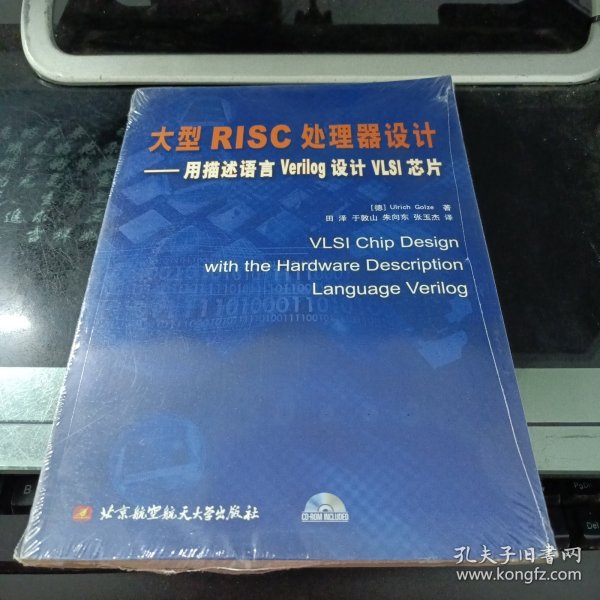 大型 RISC 处理器设计
——用描述语言 Verilog 设计 VLSI 芯片
[德] Ulrich Golze 著
田 泽 于敦山 朱向东 张玉杰 译
VLSI Chip Design
with the Hardware Description
Language Verilog
北京航空航天大学出版社
CD-ROM INCLUDED
PgDn
Del
孔夫子旧书网
www.kongfz.com